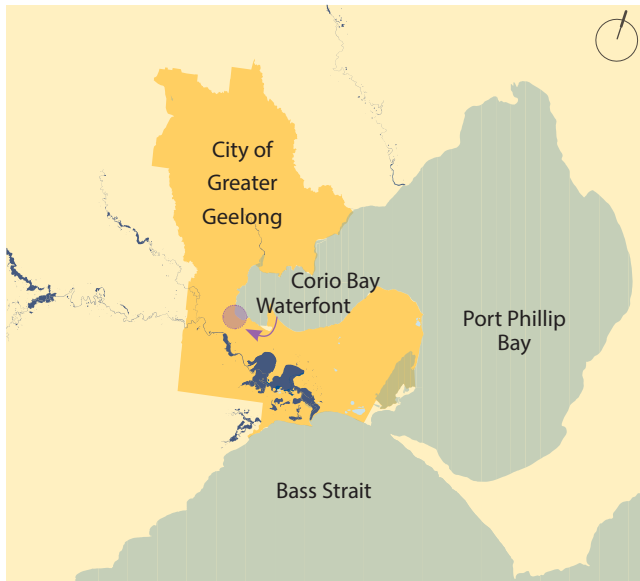 City of
Greater
Geelong
Corio Bay
Waterfont
Port Phillip
Bay
Bass Strait